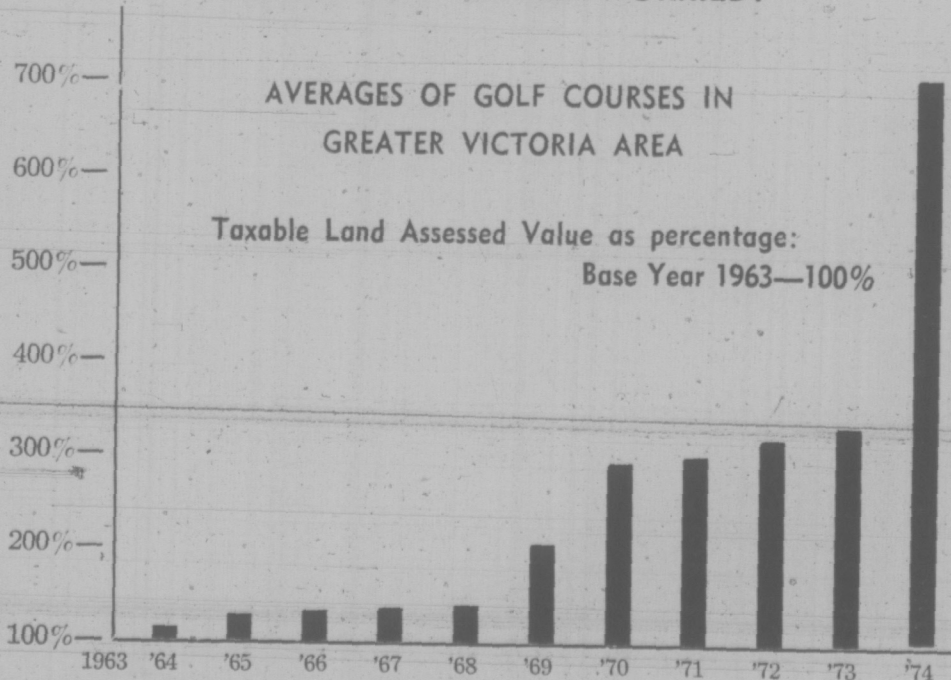 700%—
AVERAGES OF GOLF COURSES IN
GREATER VICTORIA AREA
600%—
Taxable Land Assessed Value as percentage:
500%—
Base Year 1963—100%
400%—
300%—
200%—
100%—
1963 '64 '65 '66 '67 '68 '69 '70 '71 '72 '73 '74